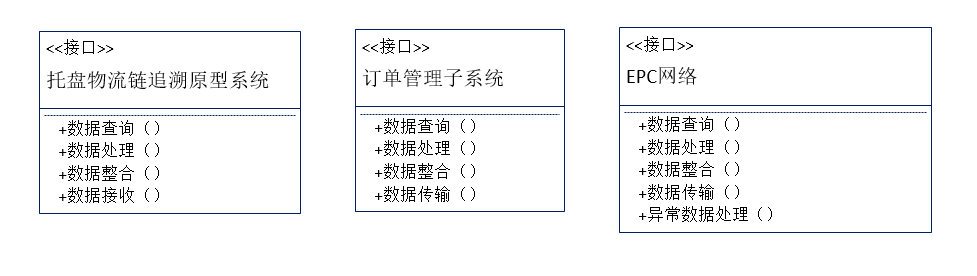 <<接口>>
托盘物流链追溯原型系统
+数据查询（）
+数据处理（）
+数据整合（）
+数据接收（）
<<接口>>
订单管理子系统
+数据查询（）
+数据处理（）
+数据整合（）
+数据传输（）
<<接口>>
EPC网络
+数据查询（）
+数据处理（）
+数据整合（）
+数据传输（）
+异常数据处理（）